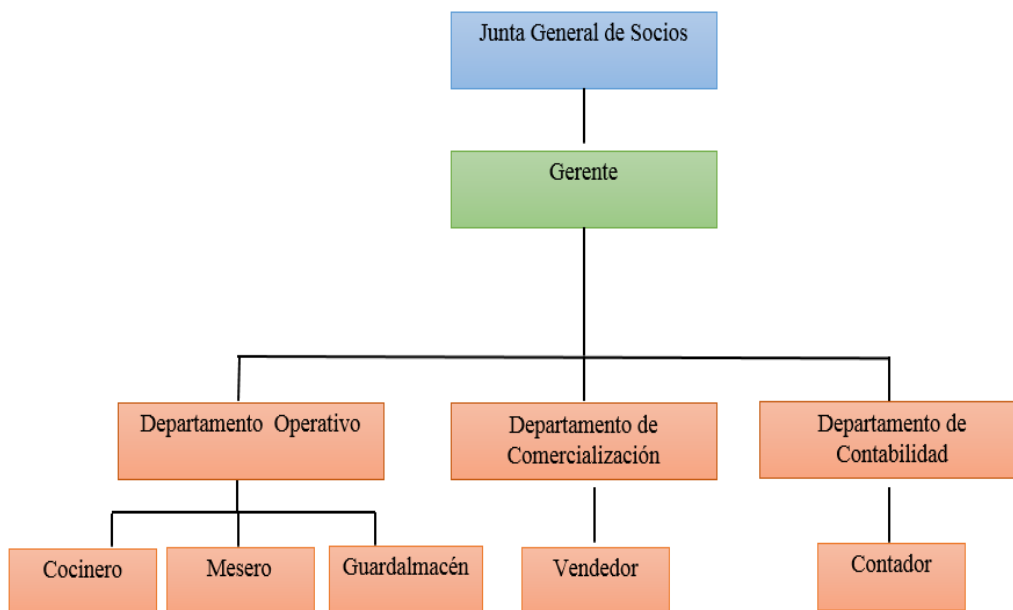 Junta General de Socios
Gerente
Departamento Operativo
Departamento de
Comercialización
Departamento de
Contabilidad
Cocinero
Mesero
Guardalmacén
Vendedor
Contador